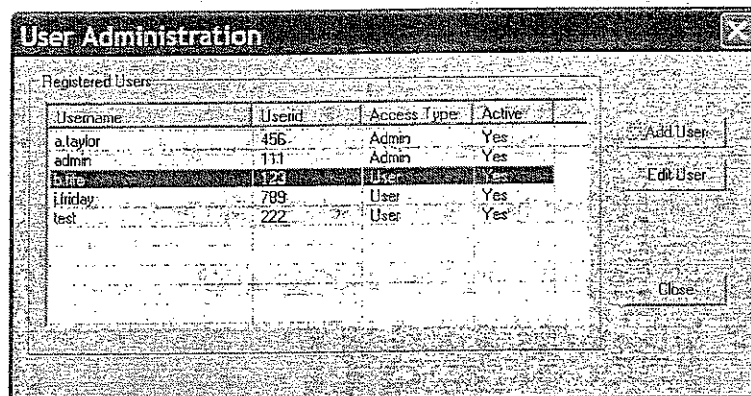 User Administration
Registered Users
Username Userid Access Type Active
a.taylor 456 Admin Yes
admin 111 Admin Yes
123 User Yes
j.friday 789 User Yes
test 222 User Yes
Add User
Edit User
Close